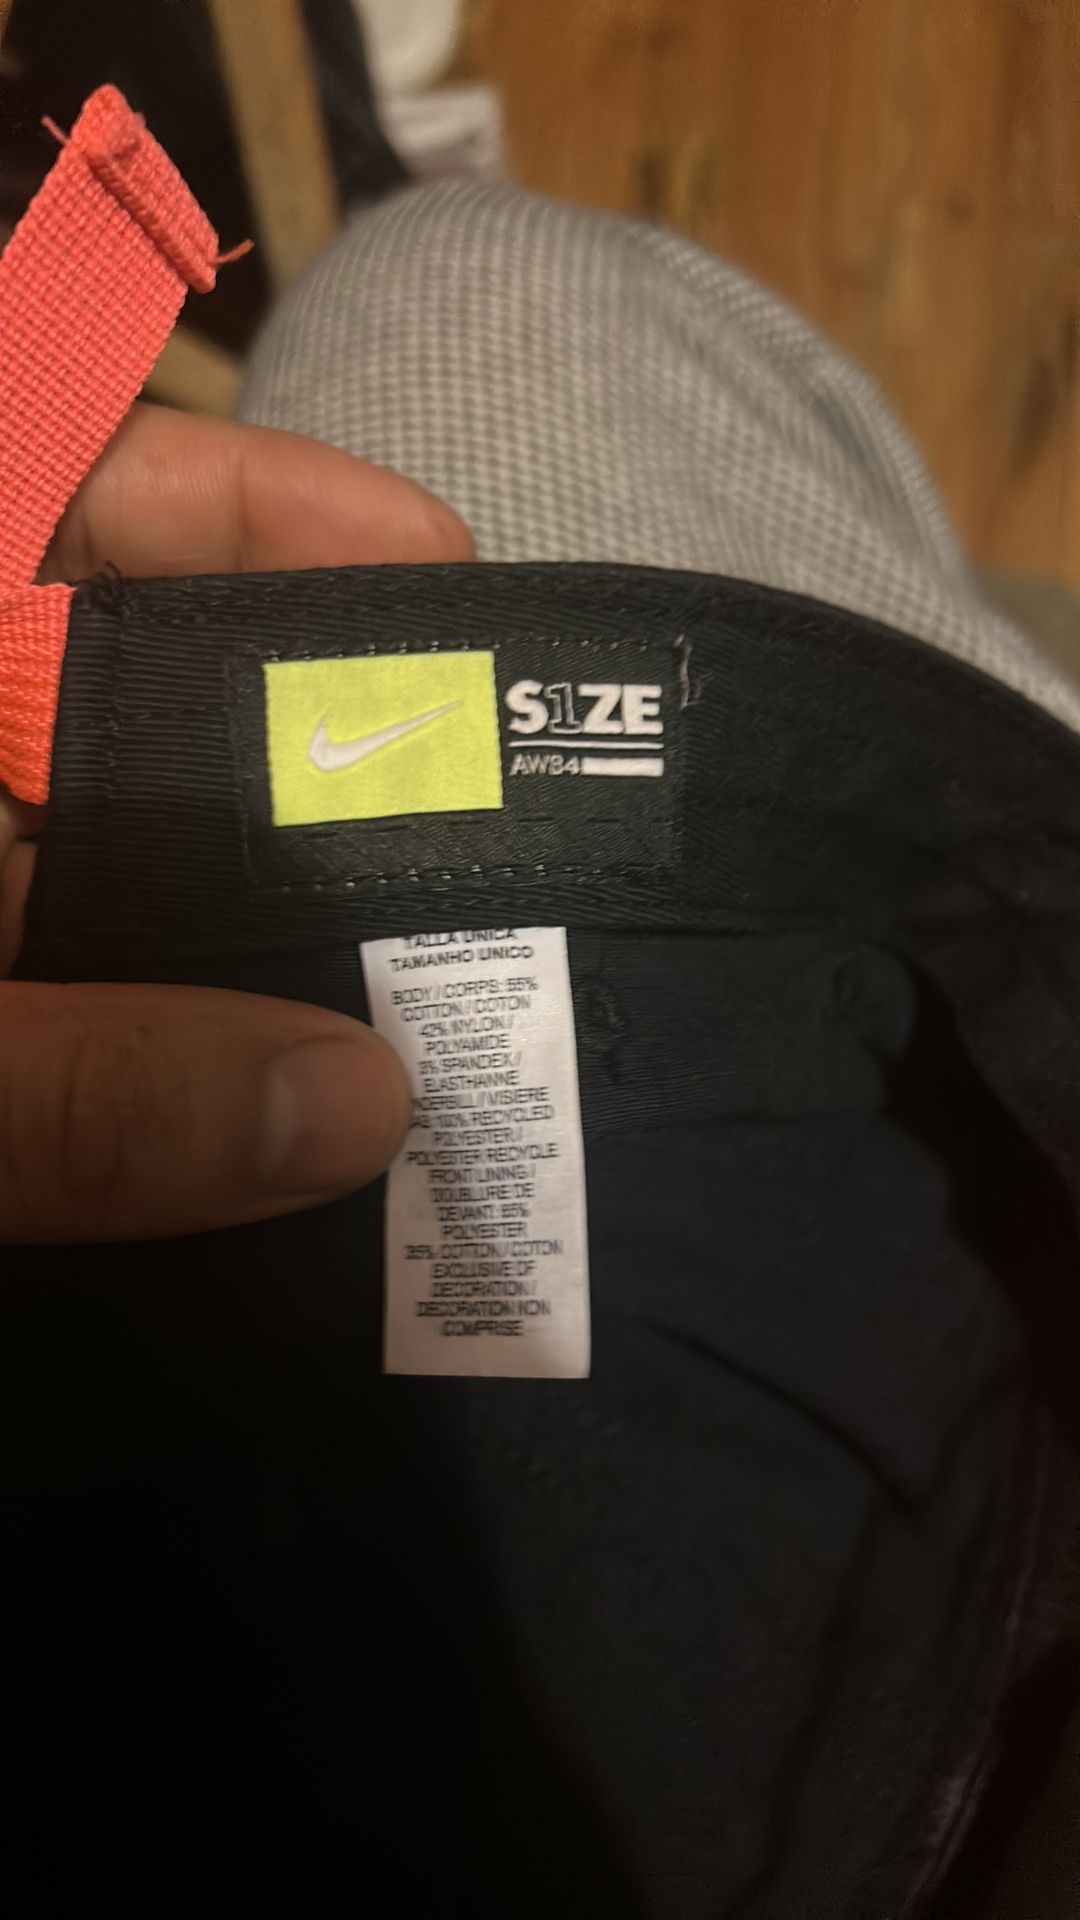 S1ZE
AW84
TALLA UNICA
TAMANHO UNICO
BODY / CORPS: 55%
COTTON / COTON
42% NYLON /
POLYAMIDE
3% SPANDEX /
ELASTHANNE
/ VISIERE
100% RECYCLED
POLYESTER /
POLYESTER RECYCLE
FRONT LINING /
DOUBLURE DE
DEVANT: 65%
POLYESTER
35% COTTON / COTON
EXCLUSIVE OF
DECORATION /
DECORATION NON
COMPRISE